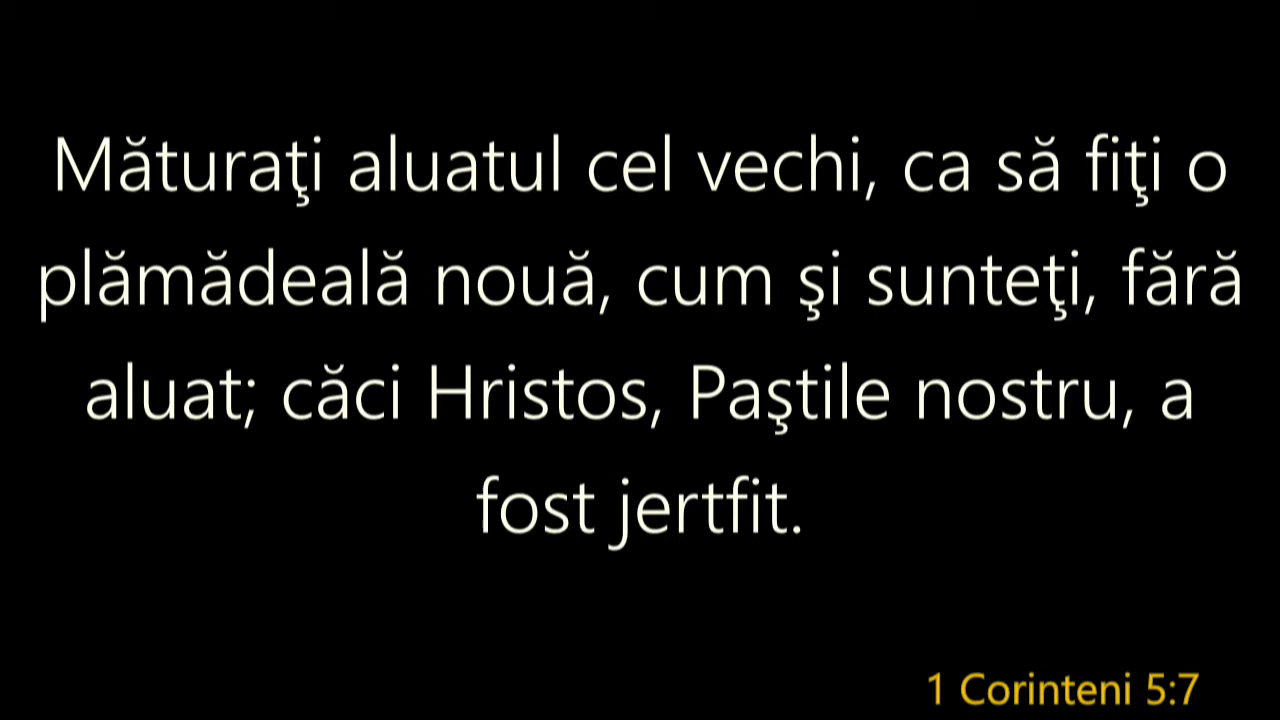 Măturaţi aluatul cel vechi, ca să fiţi o
plămădeală nouă, cum şi sunteţi, fără
aluat; căci Hristos, Paştile nostru, a
fost jertfit.
1 Corinteni 5:7